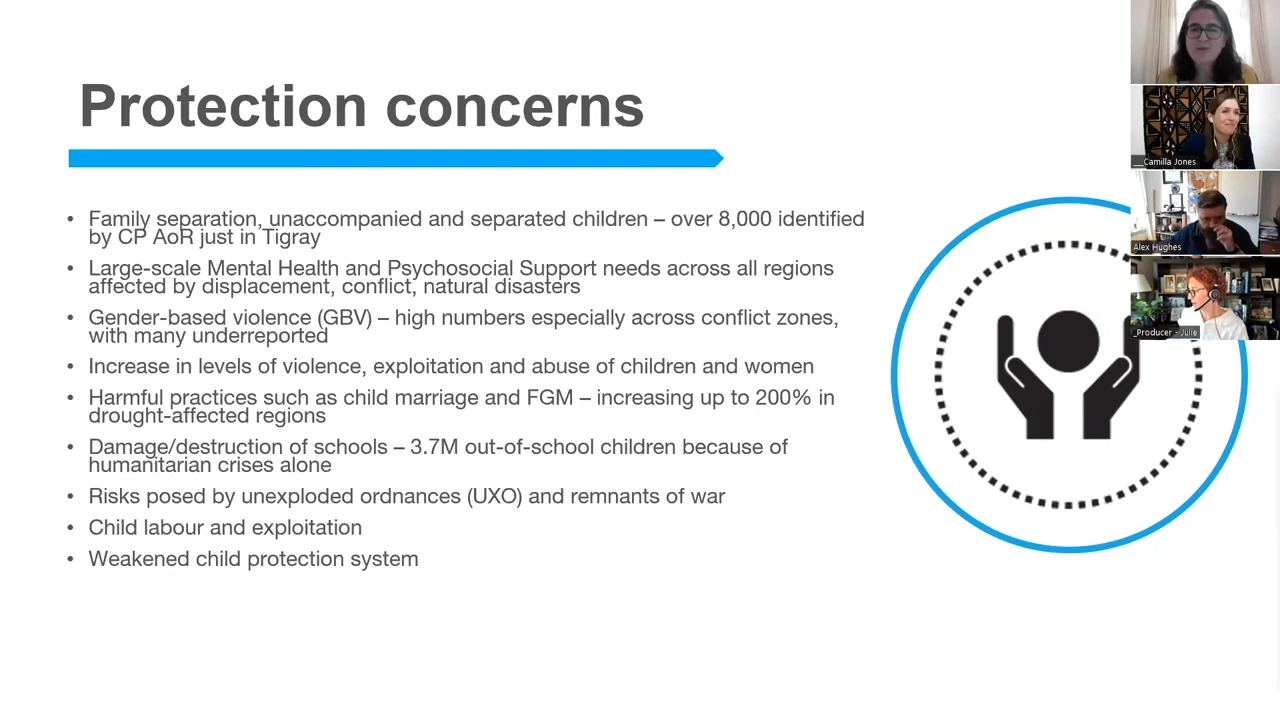 Protection concerns
• Family separation, unaccompanied and separated children – over 8,000 identified
by CP AoR just in Tigray
• Large-scale Mental Health and Psychosocial Support needs across all regions
affected by displacement, conflict, natural disasters
• Gender-based violence (GBV) – high numbers especially across conflict zones,
with many underreported
• Increase in levels of violence, exploitation and abuse of children and women
• Harmful practices such as child marriage and FGM – increasing up to 200% in
drought-affected regions
• Damage/destruction of schools – 3.7M out-of-school children because of
humanitarian crises alone
• Risks posed by unexploded ordnances (UXO) and remnants of war
• Child labour and exploitation
• Weakened child protection system
__Camilla Jones
Alex Hughes
_Producer - Julie